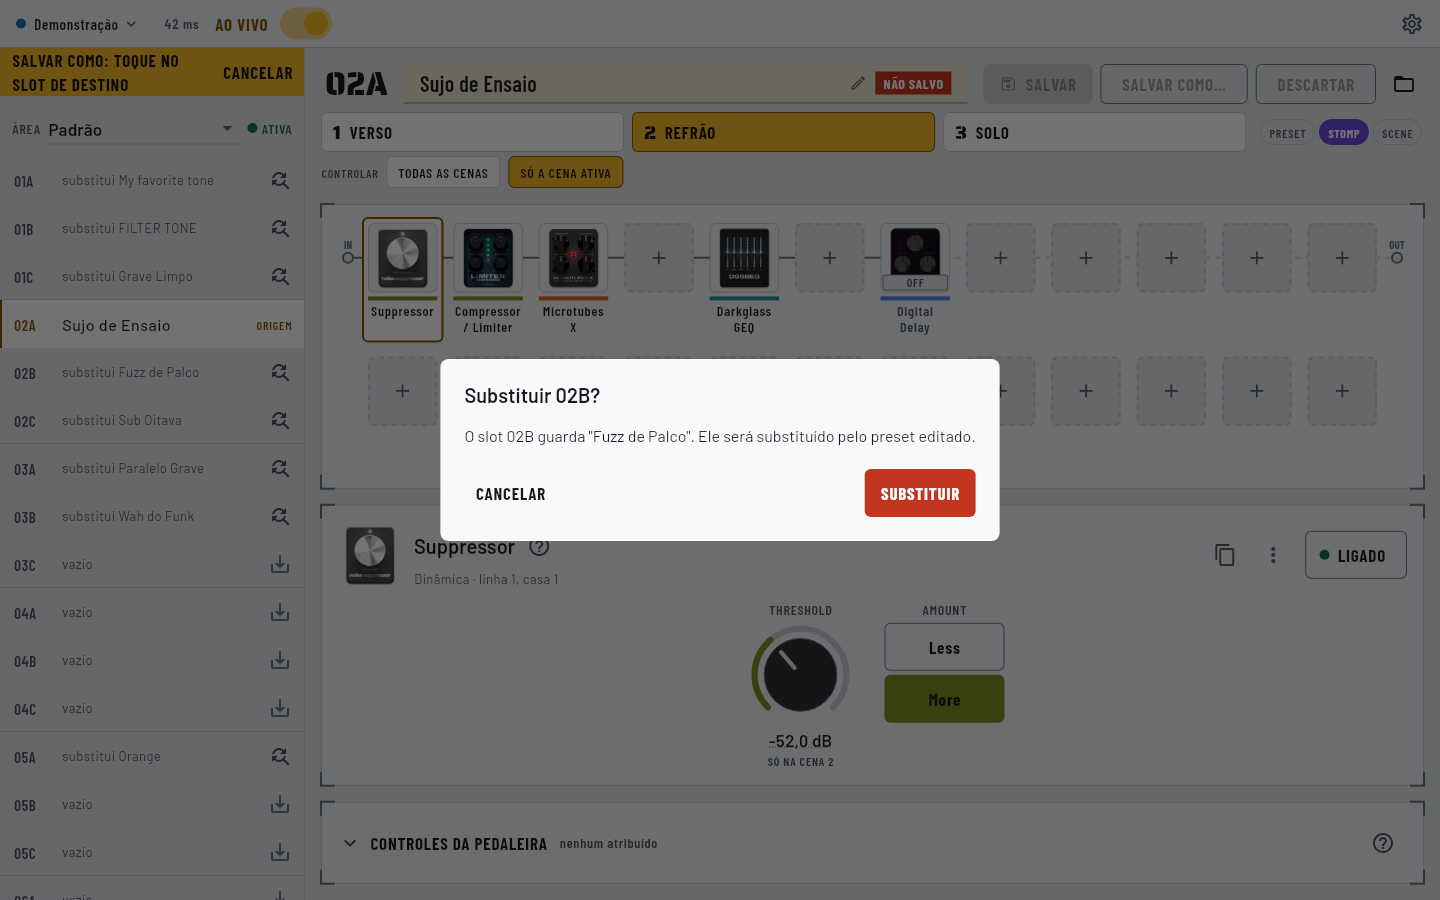 Demonstração
42 ms
AO VIVO
SALVAR COMO: TOQUE NO
SLOT DE DESTINO
CANCELAR
ÁREA
Padrão
ATIVA
01A
substitui My favorite tone
01B
substitui FILTER TONE
01C
substitui Grave Limpo
02A
Sujo de Ensaio
ORIGEM
02B
substitui Fuzz de Palco
02C
substitui Sub Oitava
03A
substitui Paralelo Grave
03B
substitui Wah do Funk
03C
vazio
04A
vazio
04B
vazio
04C
vazio
05A
substitui Orange
05B
vazio
05C
vazio
02A
Sujo de Ensaio
NÃO SALVO
SALVAR
SALVAR COMO...
DESCARTAR
1 VERSO
2 REFRÃO
3 SOLO
PRESET
STOMP
SCENE
CONTROLAR
TODAS AS CENAS
SÓ A CENA ATIVA
IN
LIMITER
OFF
OUT
Suppressor
Compressor
/ Limiter
Microtubes
X
Darkglass
GEQ
Digital
Delay
Substituir 02B?
O slot 02B guarda "Fuzz de Palco". Ele será substituído pelo preset editado.
CANCELAR
SUBSTITUIR
Suppressor
Dinâmica · linha 1, casa 1
LIGADO
THRESHOLD
-52,0 dB
SÓ NA CENA 2
AMOUNT
Less
More
CONTROLES DA PEDALEIRA
nenhum atribuído